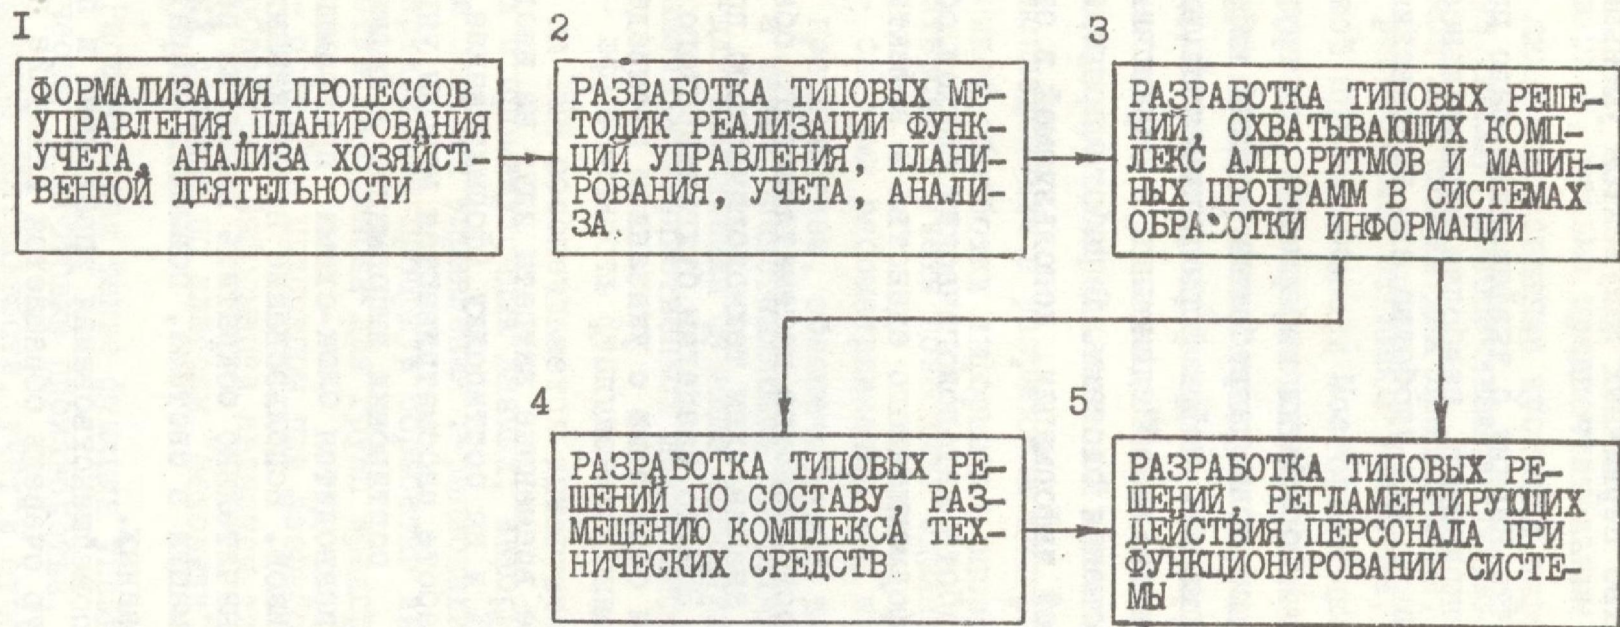 I
ФОРМАЛИЗАЦИЯ ПРОЦЕССОВ
УПРАВЛЕНИЯ, ПЛАНИРОВАНИЯ
УЧЕТА, АНАЛИЗА ХОЗЯЙСТ-
ВЕННОЙ ДЕЯТЕЛЬНОСТИ
2
РАЗРАБОТКА ТИПОВЫХ МЕ-
ТОДИК РЕАЛИЗАЦИИ ФУНК-
ЦИЙ УПРАВЛЕНИЯ, ПЛАНИ-
РОВАНИЯ, УЧЕТА, АНАЛИ-
ЗА.
3
РАЗРАБОТКА ТИПОВЫХ РЕШЕ-
НИЙ, ОХВАТЫВАЮЩИХ КОМП-
ЛЕКС АЛГОРИТМОВ И МАШИН-
НЫХ ПРОГРАММ В СИСТЕМАХ
ОБРАБОТКИ ИНФОРМАЦИИ
4
РАЗРАБОТКА ТИПОВЫХ РЕ-
ШЕНИЙ ПО СОСТАВУ, РАЗ-
МЕЩЕНИЮ КОМПЛЕКСА ТЕХ-
НИЧЕСКИХ СРЕДСТВ
5
РАЗРАБОТКА ТИПОВЫХ РЕ-
ШЕНИЙ, РЕГЛАМЕНТИРУЮЩИХ
ДЕЙСТВИЯ ПЕРСОНАЛА ПРИ
ФУНКЦИОНИРОВАНИИ СИСТЕ-
МЫ